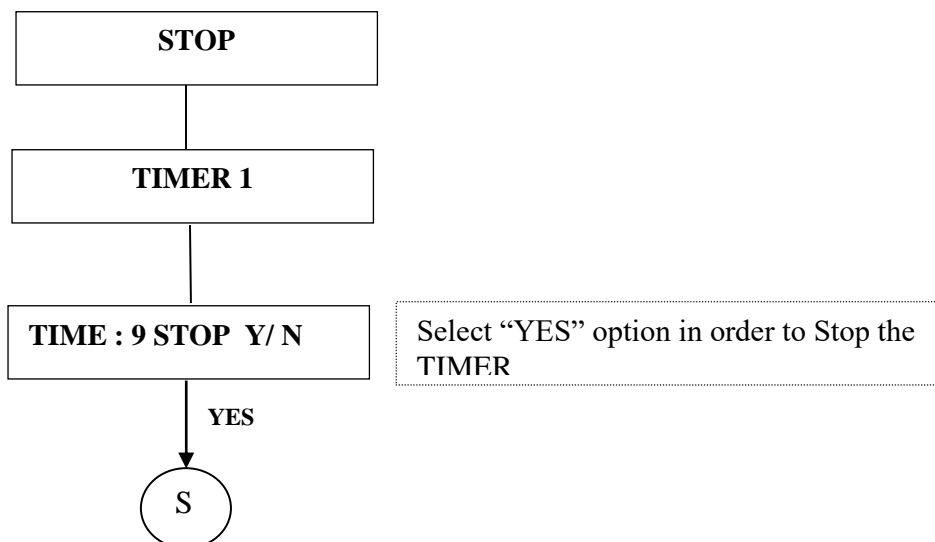 STOP
TIMER 1
TIME : 9 STOP Y/ N
Select “YES” option in order to Stop the
TIMER
YES
S